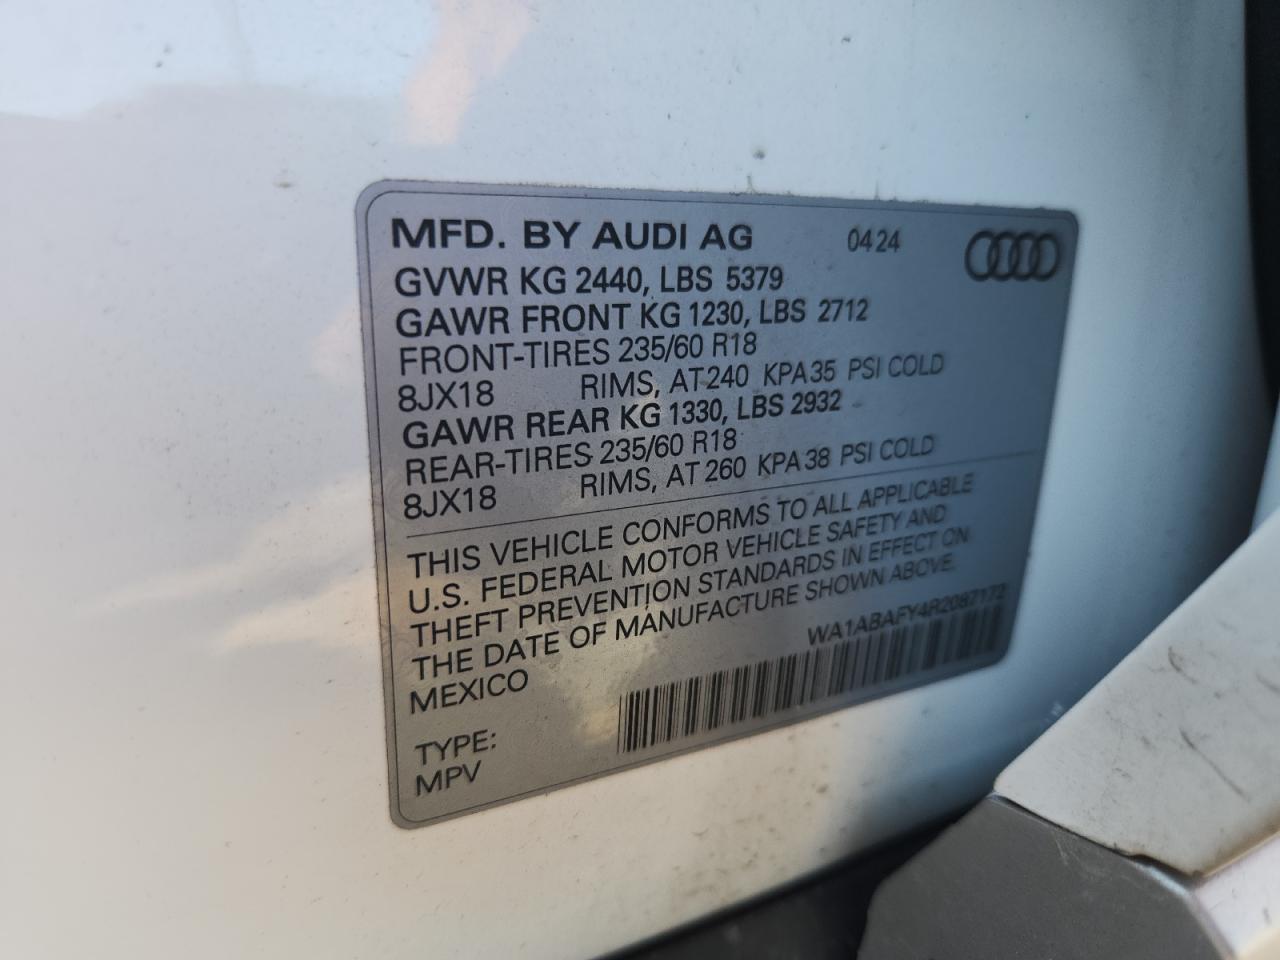 MFD. BY AUDI AG 0424
GVWR KG 2440, LBS 5379
GAWR FRONT KG 1230, LBS 2712
FRONT-TIRES 235/60 R18
8JX18 RIMS, AT 240 KPA 35 PSI COLD
GAWR REAR KG 1330, LBS 2932
REAR-TIRES 235/60 R18
8JX18 RIMS, AT 260 KPA 38 PSI COLD
THIS VEHICLE CONFORMS TO ALL APPLICABLE
U.S. FEDERAL MOTOR VEHICLE SAFETY AND
THEFT PREVENTION STANDARDS IN EFFECT ON
THE DATE OF MANUFACTURE SHOWN ABOVE.
MEXICO WA1ABAFY4R2087172
TYPE:
MPV